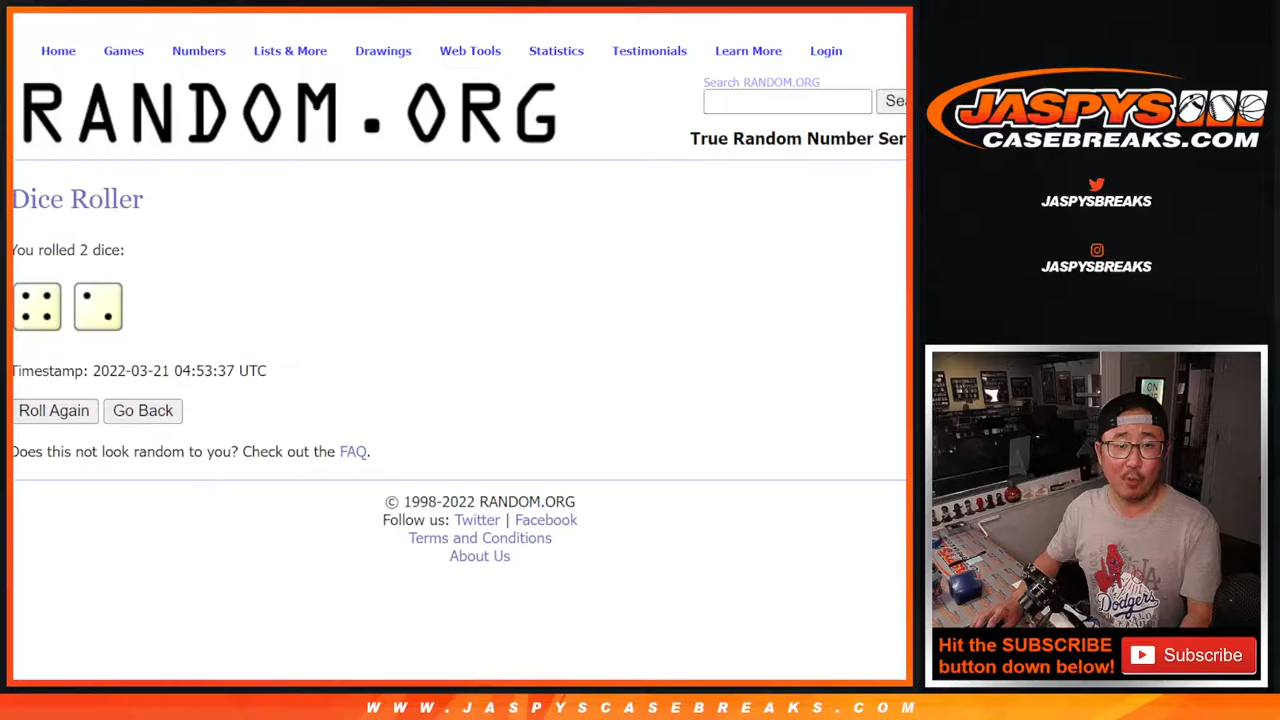 Home Games Numbers Lists & More Drawings Web Tools Statistics Testimonials Learn More Login
Search RANDOM.ORG
RANDOM.ORG
Sea
True Random Number Ser
Dice Roller
You rolled 2 dice:
Timestamp: 2022-03-21 04:53:37 UTC
Roll Again Go Back
Does this not look random to you? Check out the FAQ.
© 1998-2022 RANDOM.ORG
Follow us: Twitter | Facebook
Terms and Conditions
About Us
JASPYS
CASEBREAKS.COM
JASPYSBREAKS
JASPYSBREAKS
ON
AIR
LA
Dodgers
Hit the SUBSCRIBE
button down below!
Subscribe
WWW.JASPYSCASEBREAKS.COM